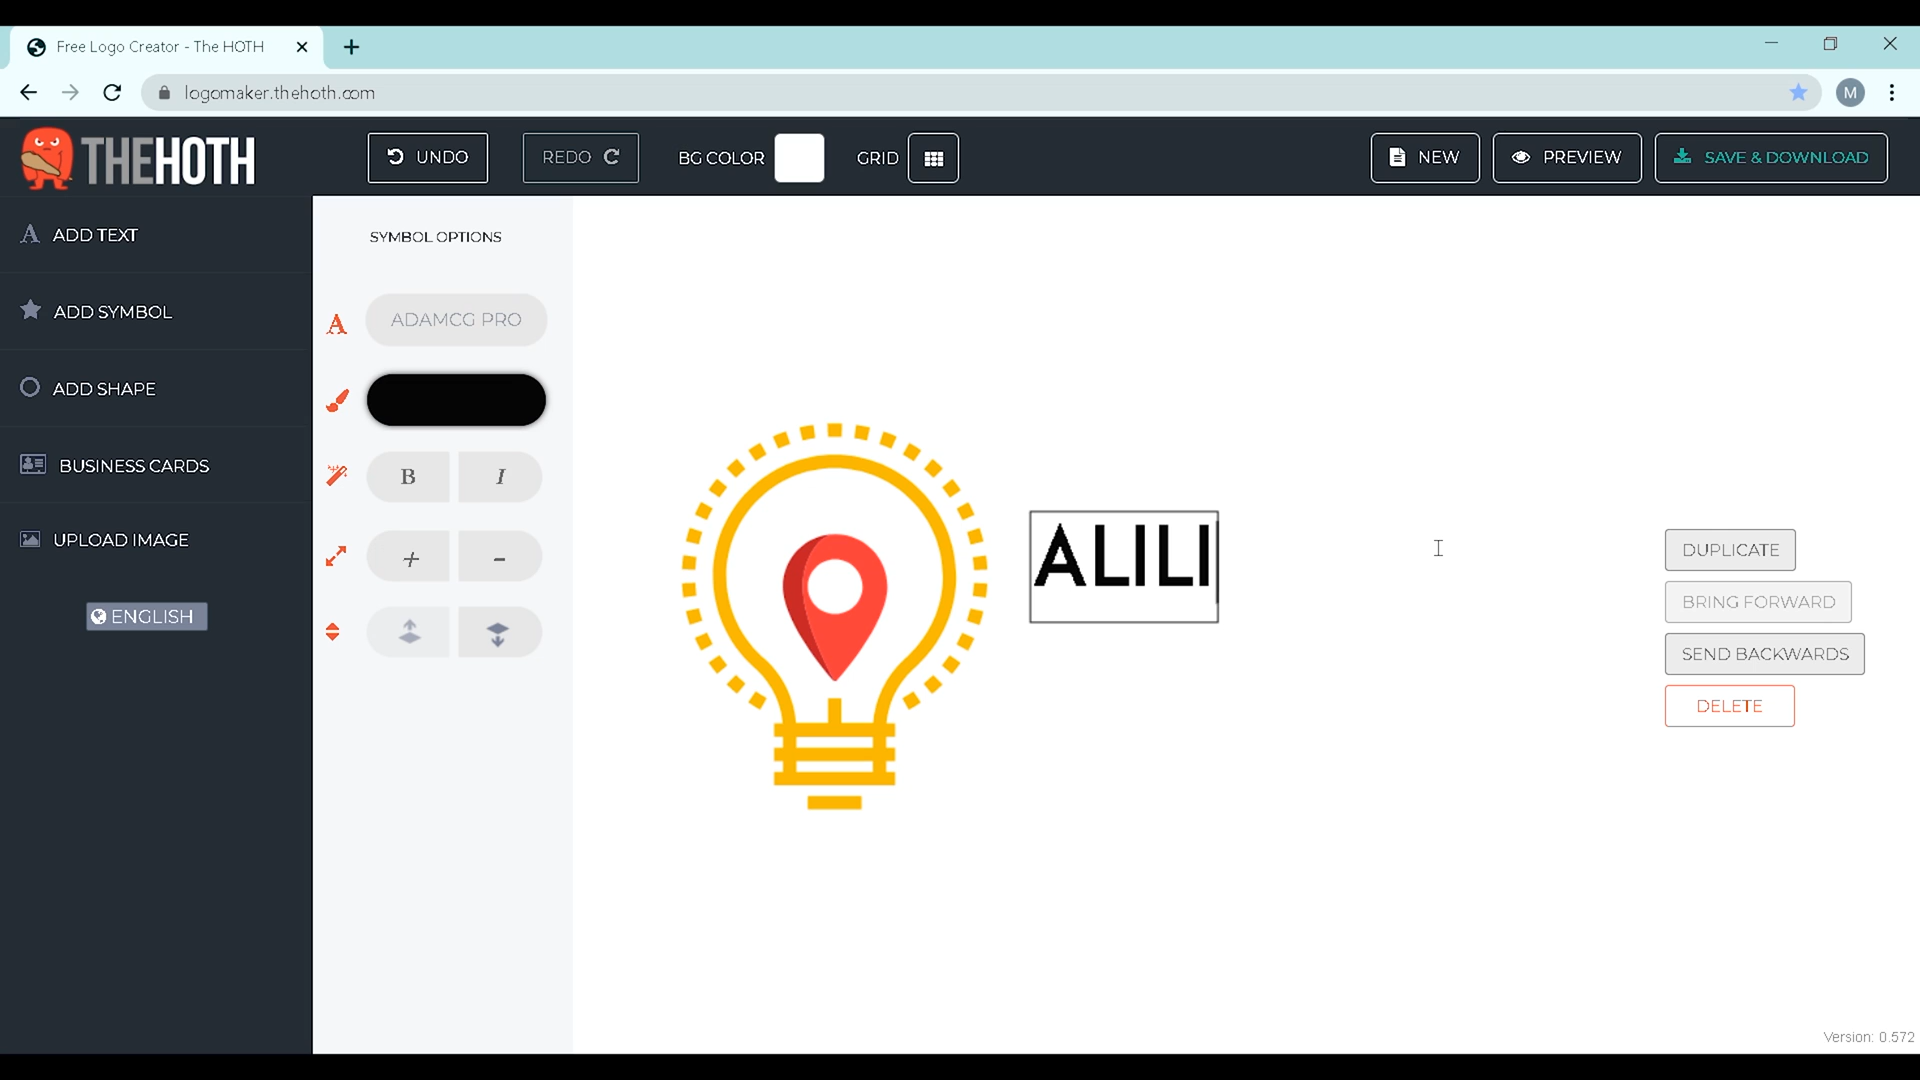 Free Logo Creator - The HOTH
logomaker.thehoth.com
M
THEHOTH
UNDO
REDO
BG COLOR
GRID
NEW
PREVIEW
SAVE & DOWNLOAD
ADD TEXT
ADD SYMBOL
ADD SHAPE
BUSINESS CARDS
UPLOAD IMAGE
ENGLISH
SYMBOL OPTIONS
A
ADAMCG PRO
B
I
+
-
ALILI
DUPLICATE
BRING FORWARD
SEND BACKWARDS
DELETE
Version: 0.572